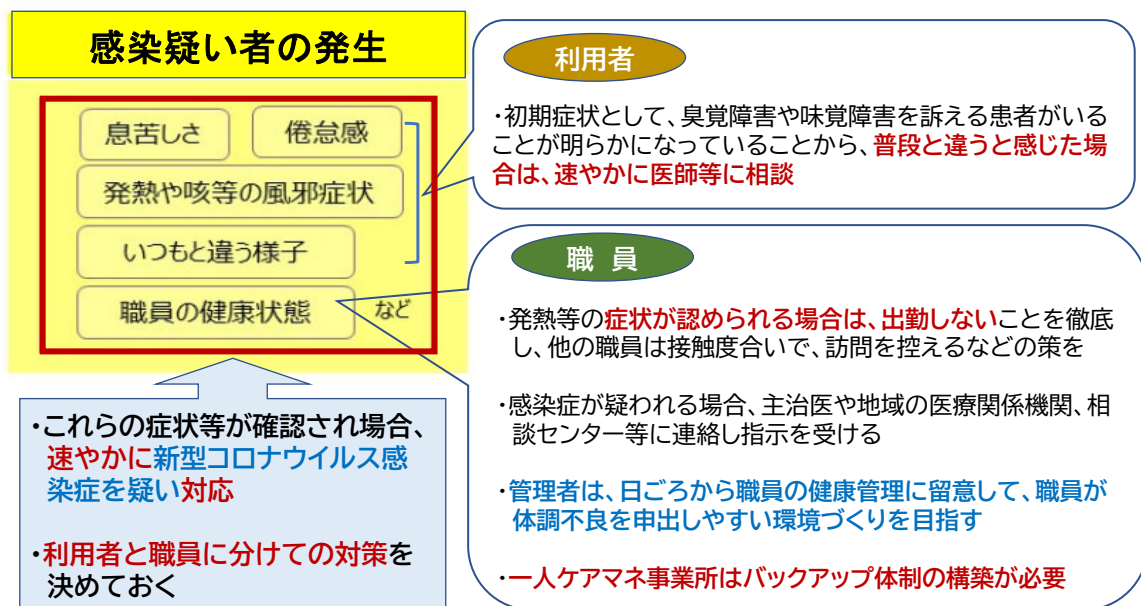 感染疑い者の発生
息苦しさ
倦怠感
発熱や咳等の風邪症状
いつもと違う様子
職員の健康状態
など
・これらの症状等が確認され場合、
速やかに新型コロナウイルス感
染症を疑い対応
・利用者と職員に分けての対策を
決めておく
利用者
・初期症状として、臭覚障害や味覚障害を訴える患者がいる
ことが明らかになっていることから、普段と違うと感じた場
合は、速やかに医師等に相談
職 員
・発熱等の症状が認められる場合は、出勤しないことを徹底
し、他の職員は接触度合いで、訪問を控えるなどの策を
・感染症が疑われる場合、主治医や地域の医療関係機関、相
談センター等に連絡し指示を受ける
・管理者は、日ごろから職員の健康管理に留意して、職員が
体調不良を申出しやすい環境づくりを目指す
・一人ケアマネ事業所はバックアップ体制の構築が必要